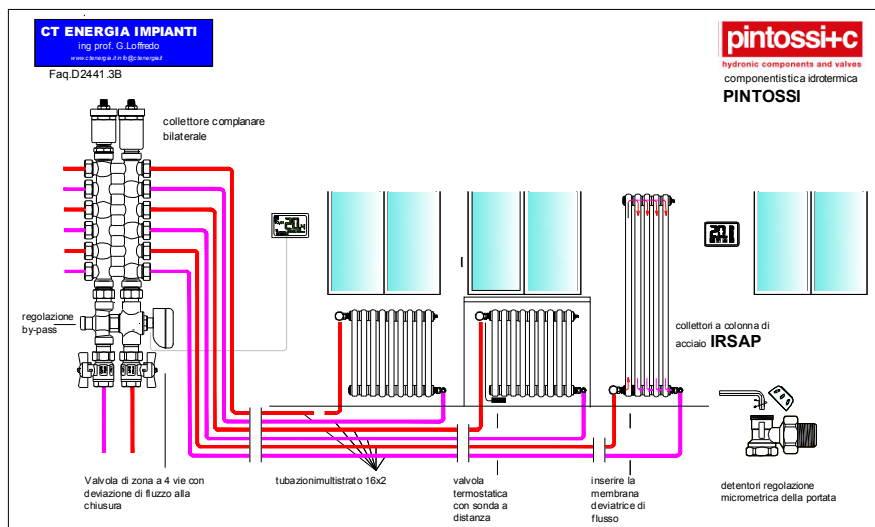 CT ENERGIA IMPIANTI
ing prof. G.Loffredo
Faq.D2441.3B
pintossi+c
hydronic components and valves
componentistica idrotermica
PINTOSSI
collettore complanare
bilaterale
regolazione
by-pass
collettori a colonna di
acciaio IRSAP
Valvola di zona a 4 vie con
deviazione di fluzzo alla
chiusura
tubazionimultistrato 16x2
valvola
termostatica
con sonda a
distanza
inserire la
membrana
deviatrice di
flusso
detentori regolazione
micrometrica della portata